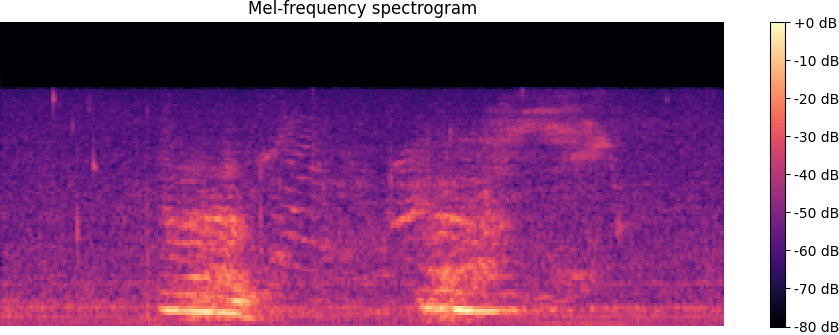 Mel-frequency spectrogram
+0 dB
-10 dB
-20 dB
-30 dB
-40 dB
-50 dB
-60 dB
-70 dB
-80 dB